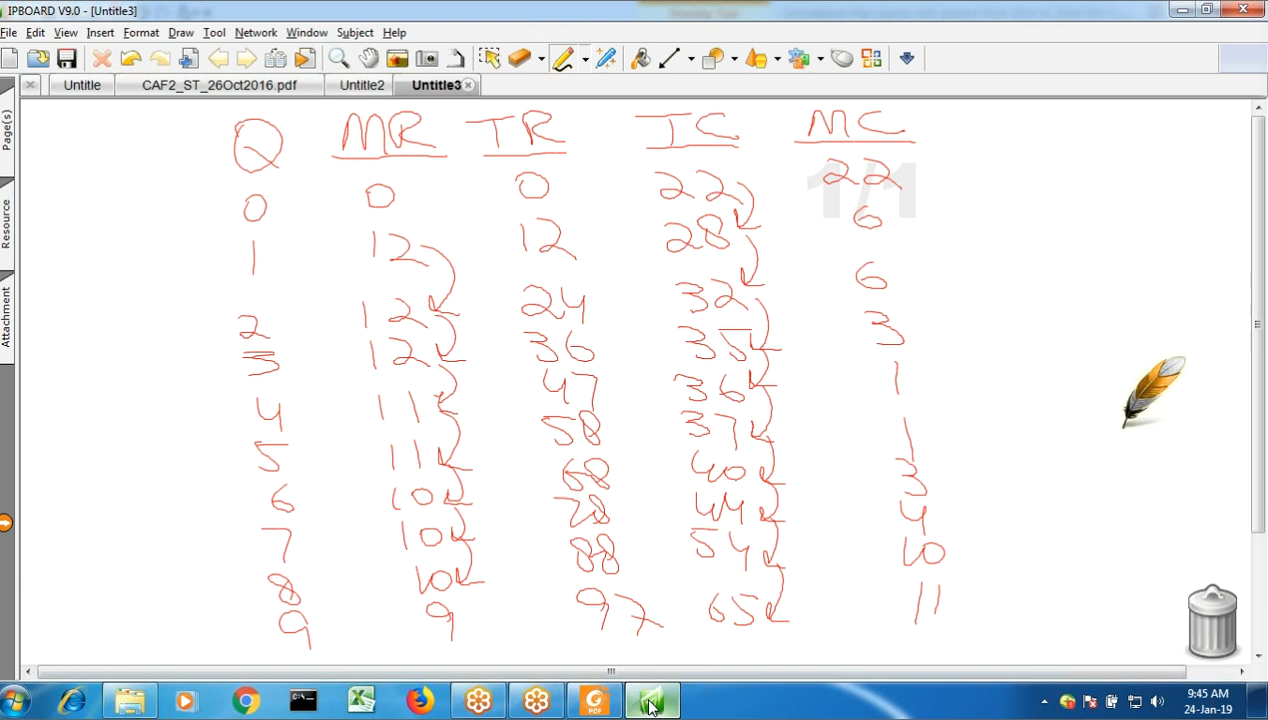 IPBOARD V9.0 - [Untitle3]
File Edit View Insert Format Draw Tool Network Window Subject Help
Untitle CAF2_ST_26Oct2016.pdf Untitle2 Untitle3
Page(s)
Resource
Attachment
1/1
Q MR TR TC MC
0 0 0 22 22
1 12 12 28 6
2 12 24 32 6
3 12 36 35 3
4 11 47 36 1
5 11 58 37 1
6 10 68 40 3
7 10 78 44 4
8 10 88 54 10
9 9 97 65 11
PDF
9:45 AM
24-Jan-19